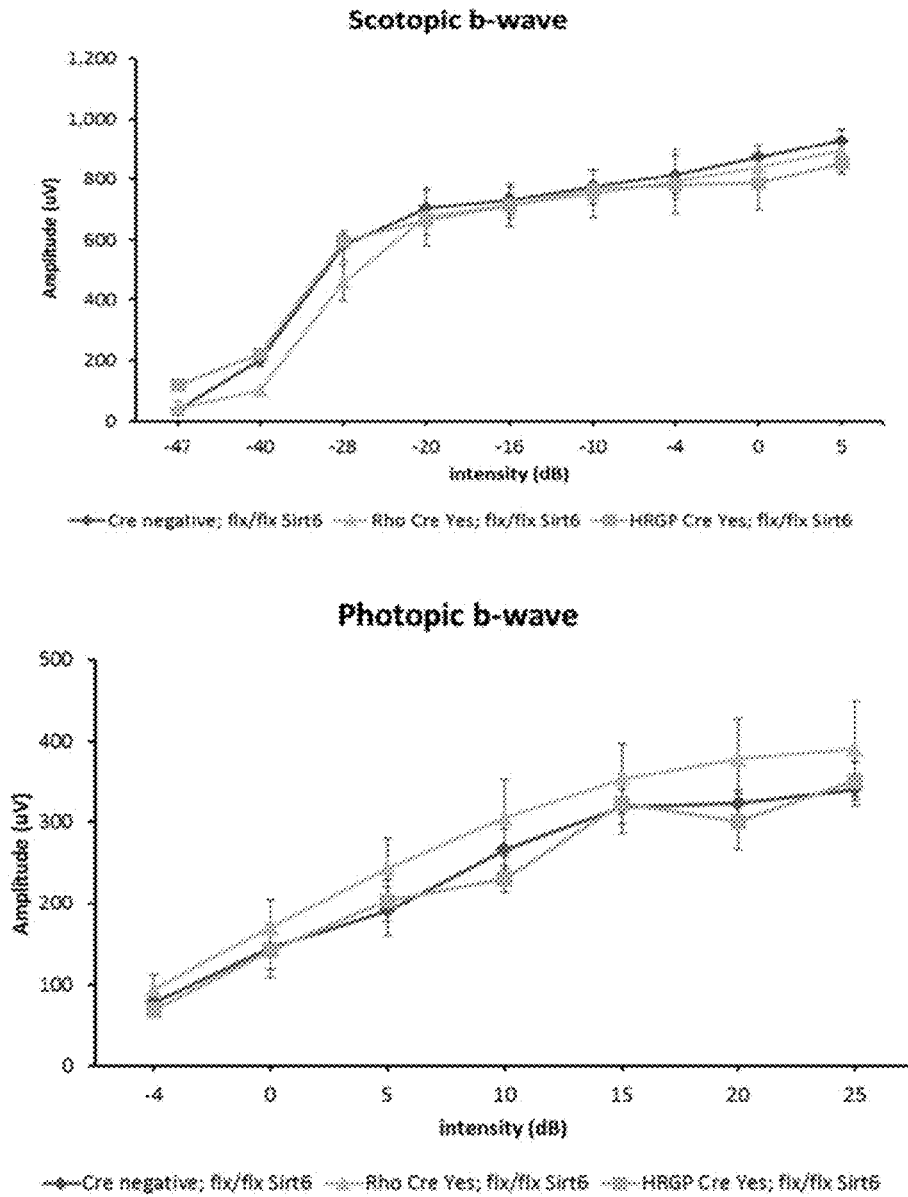 Scotopic b-wave
1,200
1,000
800
600
400
200
0
Amplitude (uV)
-47 -40 -28 -20 -16 -10 -4 0 5
intensity (dB)
Cre negative; flx/flx Sirt6 Rho Cre Yes; flx/flx Sirt6 HRGP Cre Yes; flx/flx Sirt6
Photopic b-wave
500
400
300
200
100
0
Amplitude (uV)
-4 0 5 10 15 20 25
intensity (dB)
Cre negative; flx/flx Sirt6 Rho Cre Yes; flx/flx Sirt6 HRGP Cre Yes; flx/flx Sirt6